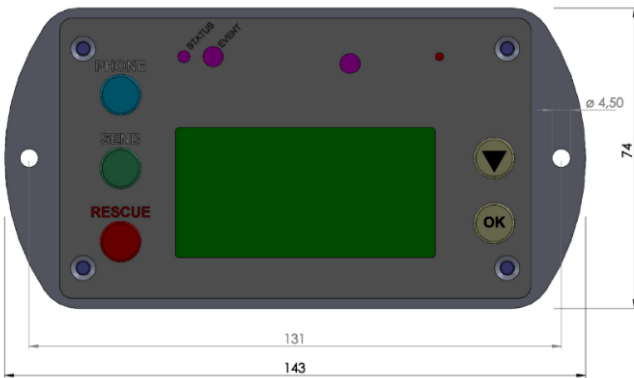 STATUS
EVENT
PHONE
ø 4,50
SEND
74
RESCUE
OK
131
143